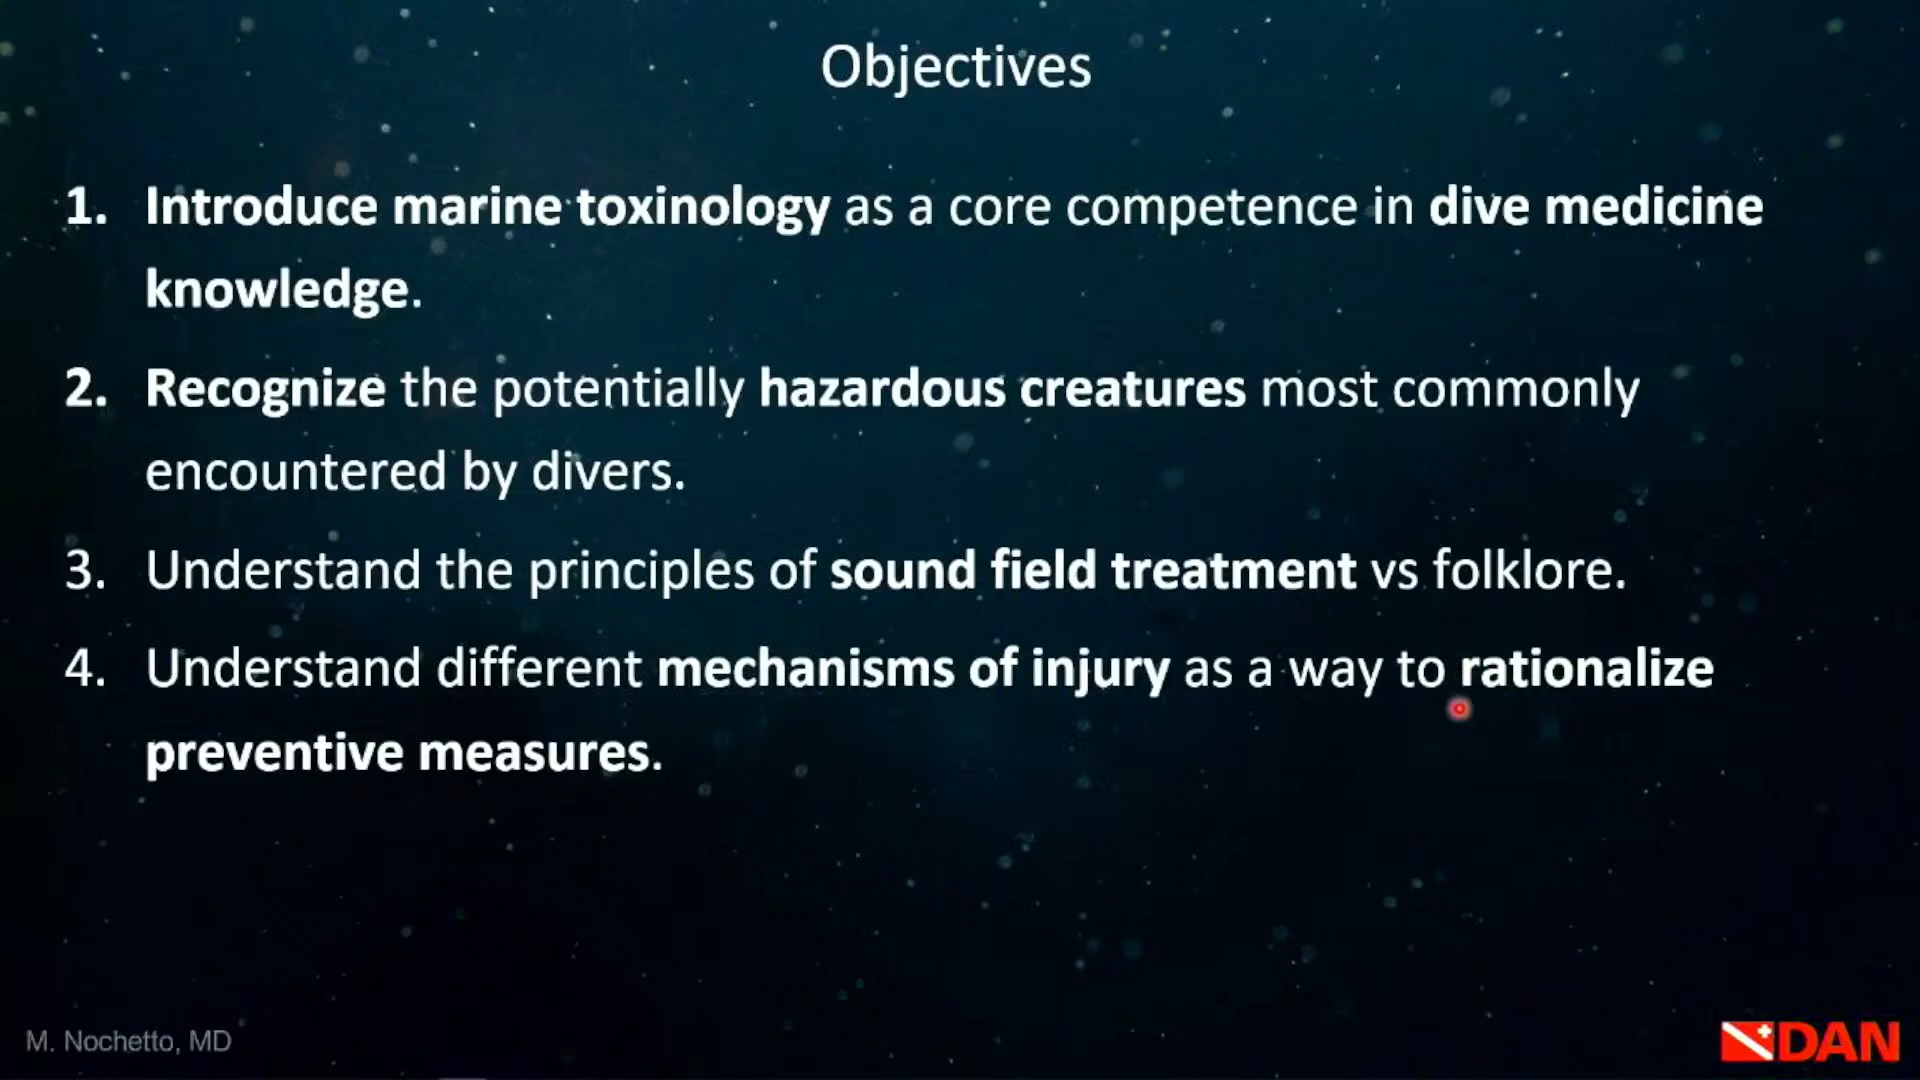 Objectives
1. Introduce marine toxinology as a core competence in dive medicine
knowledge.
2. Recognize the potentially hazardous creatures most commonly
encountered by divers.
3. Understand the principles of sound field treatment vs folklore.
4. Understand different mechanisms of injury as a way to rationalize
preventive measures.
M. Nochetto, MD
DAN